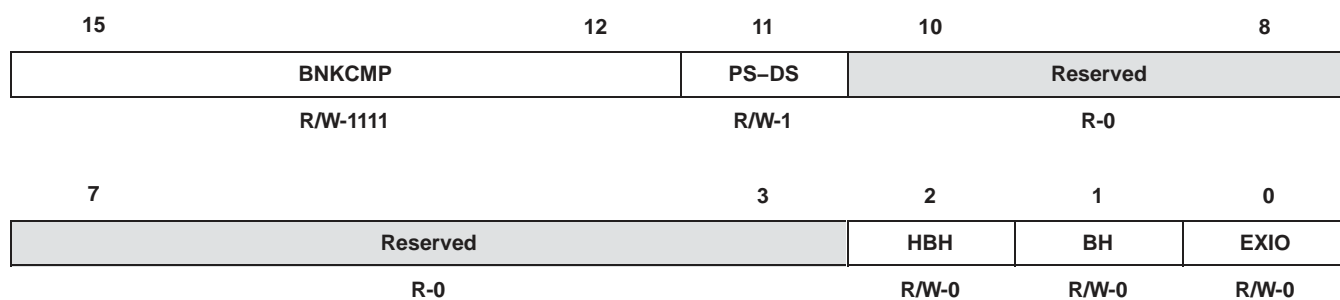 15 12 11 10 8
BNKCMP PS–DS Reserved
R/W-1111 R/W-1 R-0
7 3 2 1 0
Reserved HBH BH EXIO
R-0 R/W-0 R/W-0 R/W-0